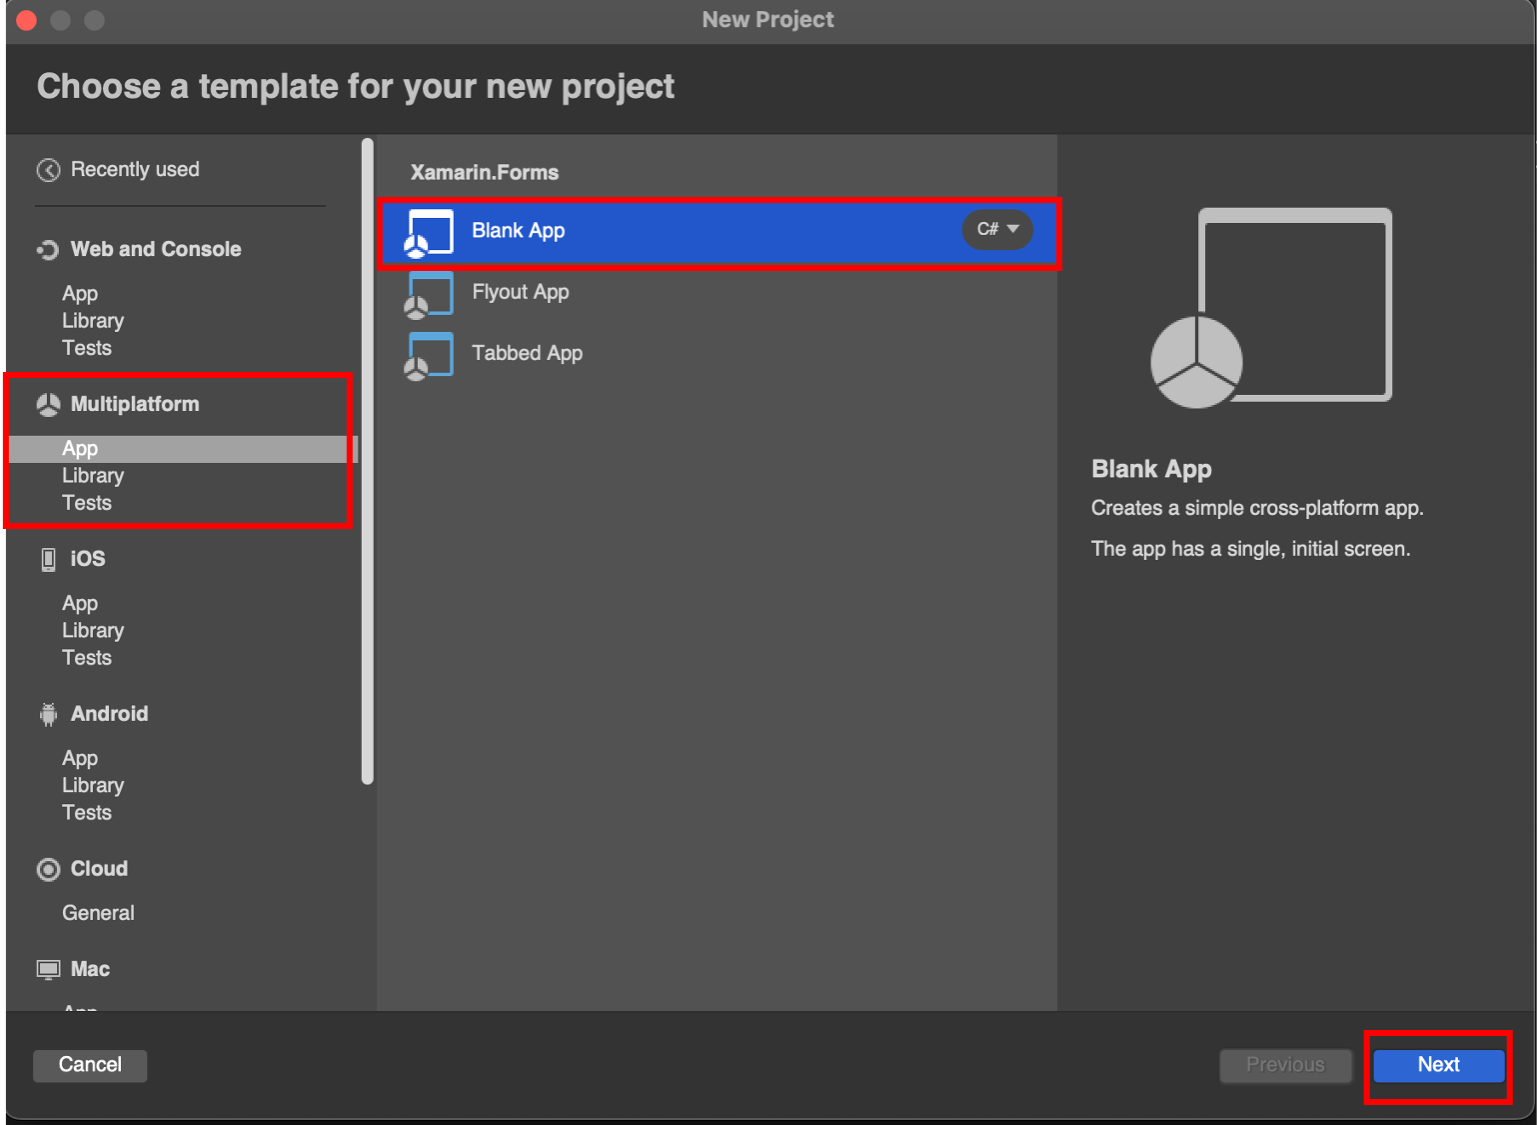 New Project
Choose a template for your new project
Recently used
Web and Console
App
Library
Tests
Multiplatform
App
Library
Tests
iOS
App
Library
Tests
Android
App
Library
Tests
Cloud
General
Mac
App
Xamarin.Forms
Blank App
C#
Flyout App
Tabbed App
Blank App
Creates a simple cross-platform app.
The app has a single, initial screen.
Cancel
Previous
Next